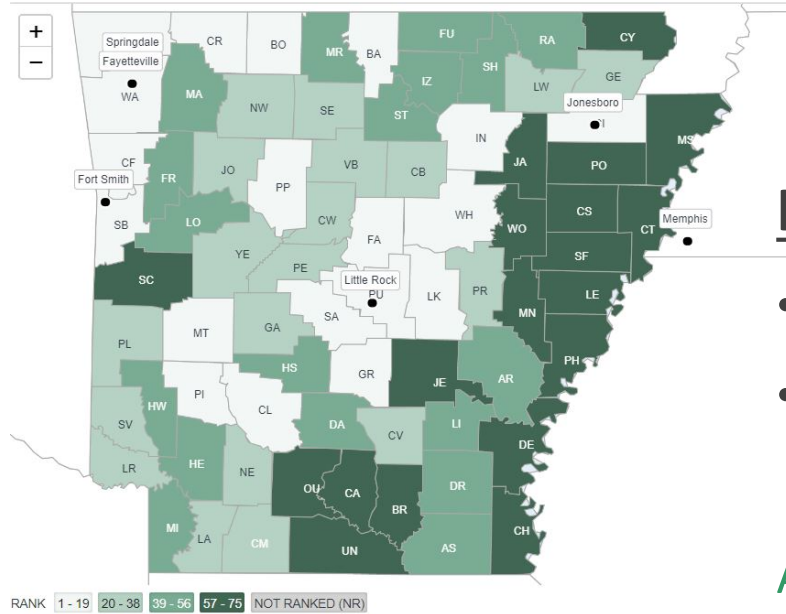 +
−
Springdale
Fayetteville
CR
BO
MR
BA
FU
RA
CY
WA
MA
NW
SE
IZ
SH
ST
LW
GE
Jonesboro
CF
Fort Smith
FR
JO
PP
VB
CB
IN
JA
PO
MS
SB
LO
CW
FA
WH
WO
CS
CT
Memphis
SC
YE
PE
Little Rock
PU
LK
PR
SF
MN
LE
PL
MT
GA
SA
HS
GR
JE
AR
PH
HW
PI
CL
DA
CV
LI
DE
SV
LR
HE
NE
OU
CA
BR
DR
CH
MI
LA
CM
UN
AS
RANK 1 - 19 20 - 38 39 - 56 57 - 75 NOT RANKED (NR)